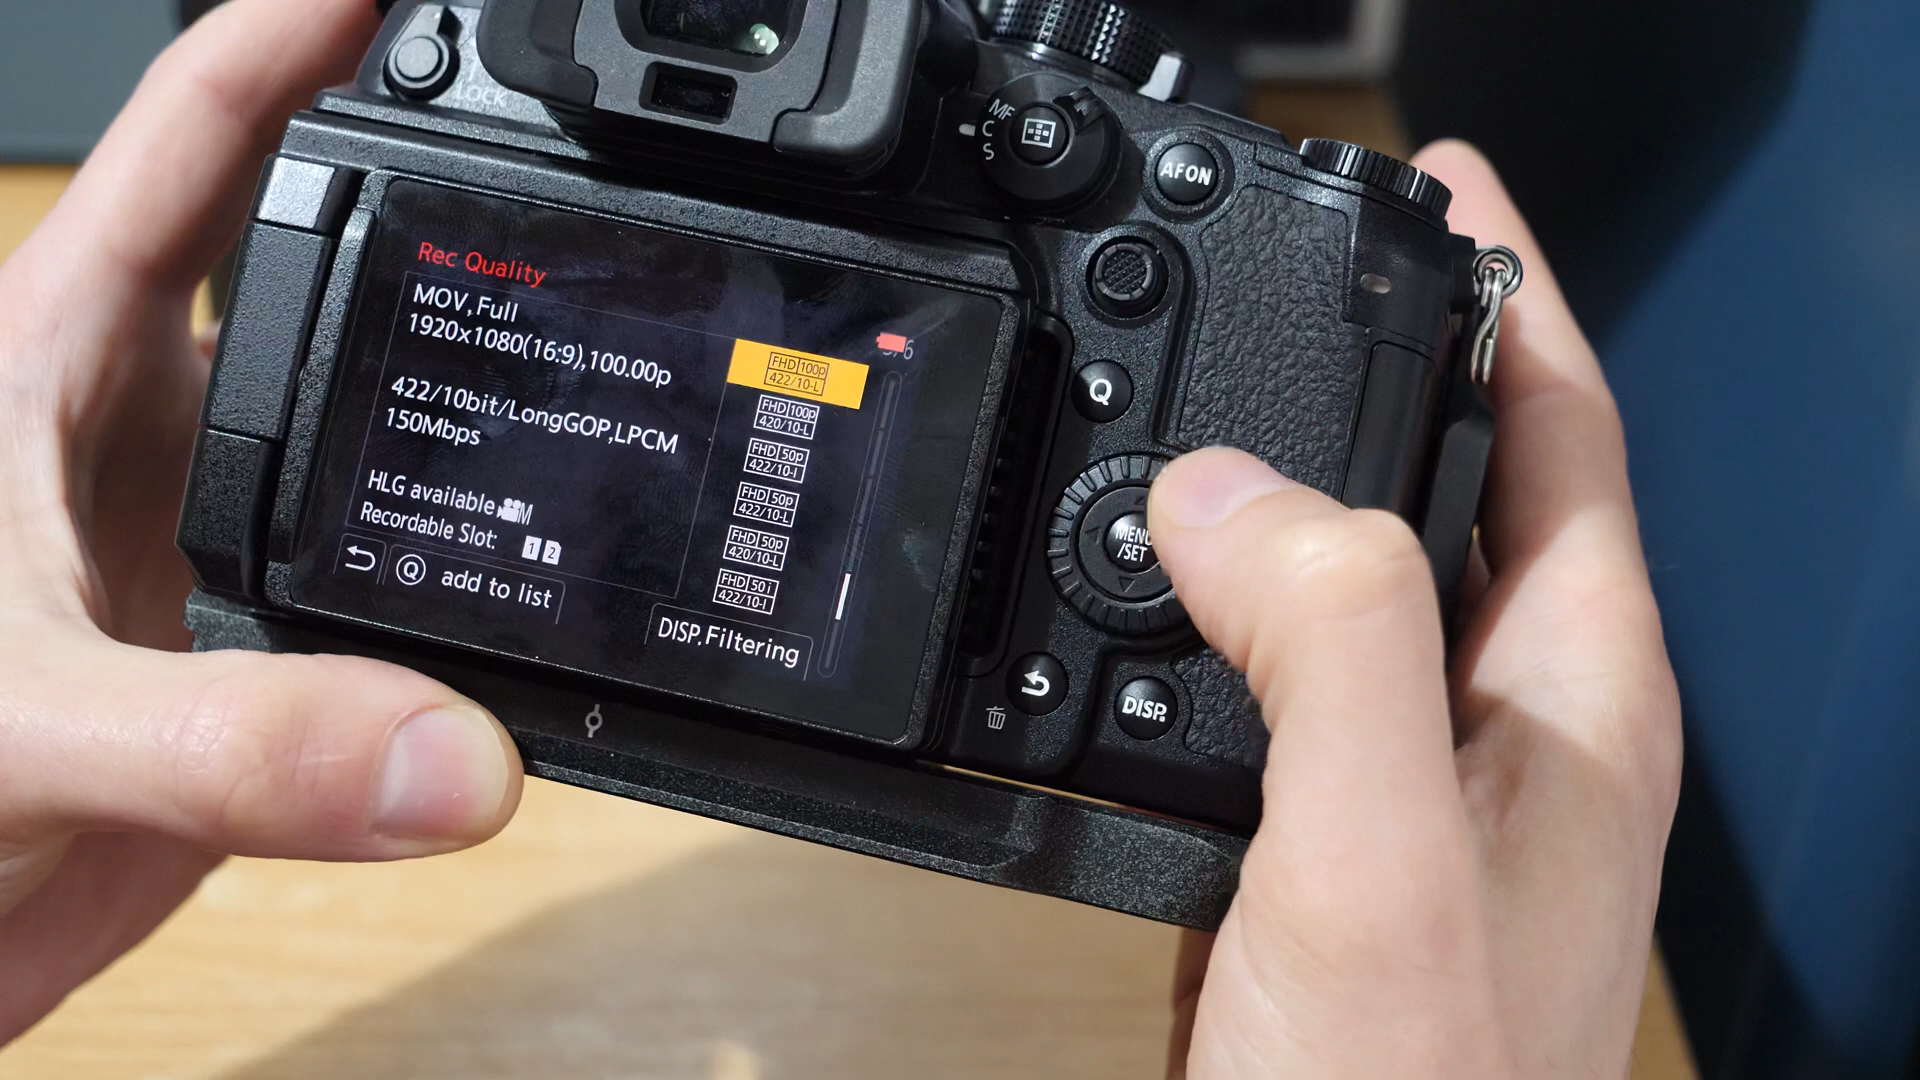 Lock
MF
C
S
AF ON
Rec Quality
MOV,Full
1920x1080(16:9),100.00p
422/10bit/LongGOP,LPCM
150Mbps
HLG available M
Recordable Slot: 1 2
Q add to list
FHD 100p
422/10-L
FHD 100p
420/10-L
FHD 50p
422/10-I
FHD 50p
422/10-L
FHD 50p
420/10-L
FHD 50i
422/10-I
DISP.Filtering
Q
MENU
/SET
DISP.